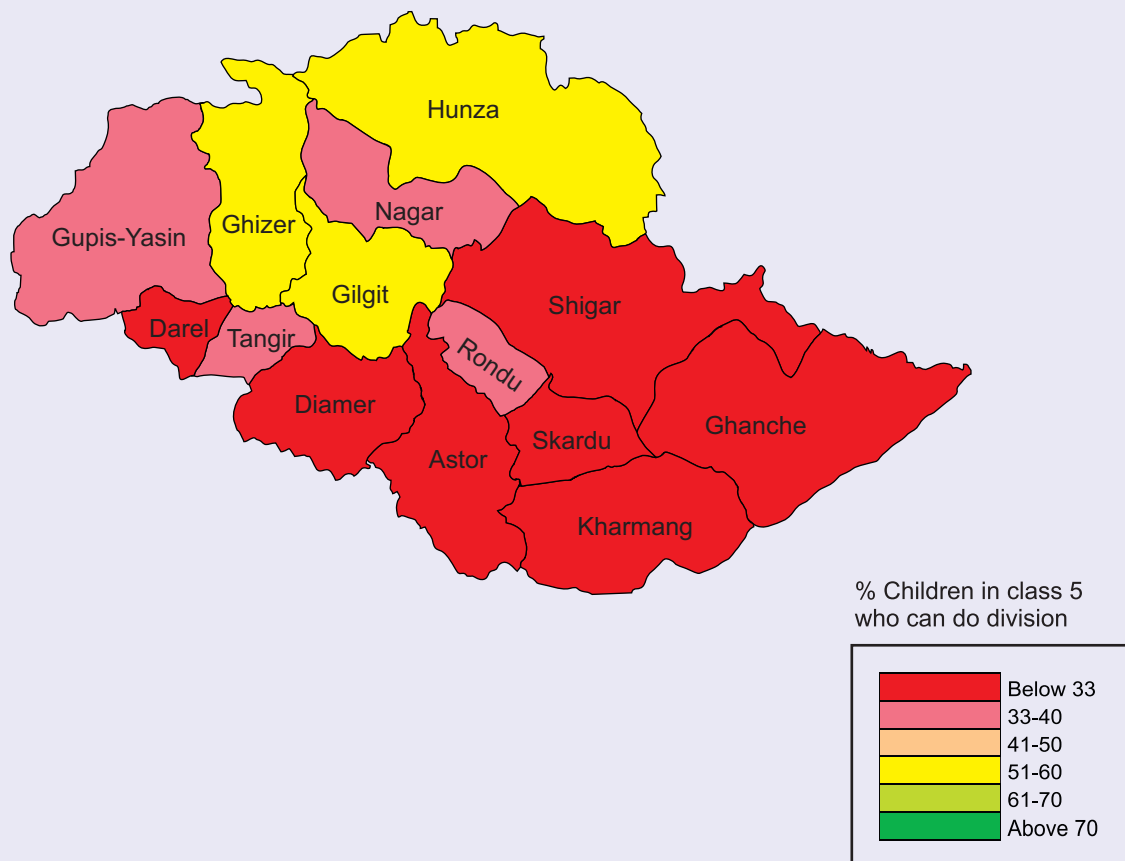 Hunza
Nagar
Ghizer
Gupis-Yasin
Gilgit
Shigar
Darel
Tangir
Rondu
Diamer
Ghanche
Skardu
Astor
Kharmang
% Children in class 5
who can do division
Below 33
33-40
41-50
51-60
61-70
Above 70